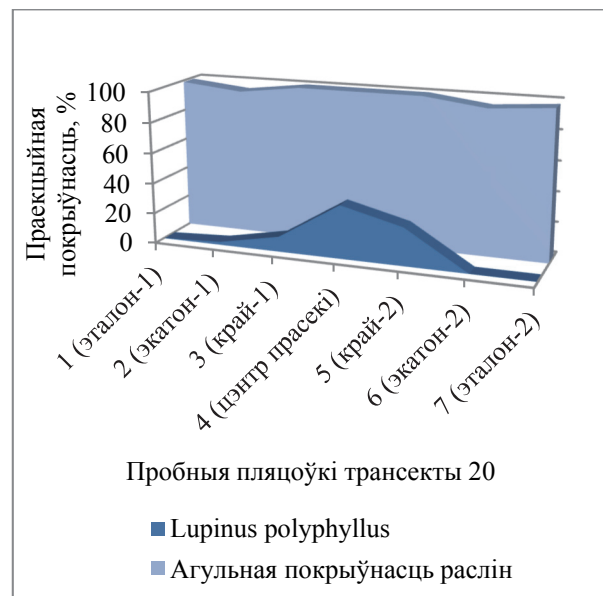 Праекцыйная
покрыўнасць, %
100
80
60
40
20
0
1 (эталон-1)
2 (экатон-1)
3 (край-1)
4 (цэнтр прасекі)
5 (край-2)
6 (экатон-2)
7 (эталон-2)
Пробныя пляцоўкі трансекты 20
Lupinus polyphyllus
Агульная покрыўнасць раслін